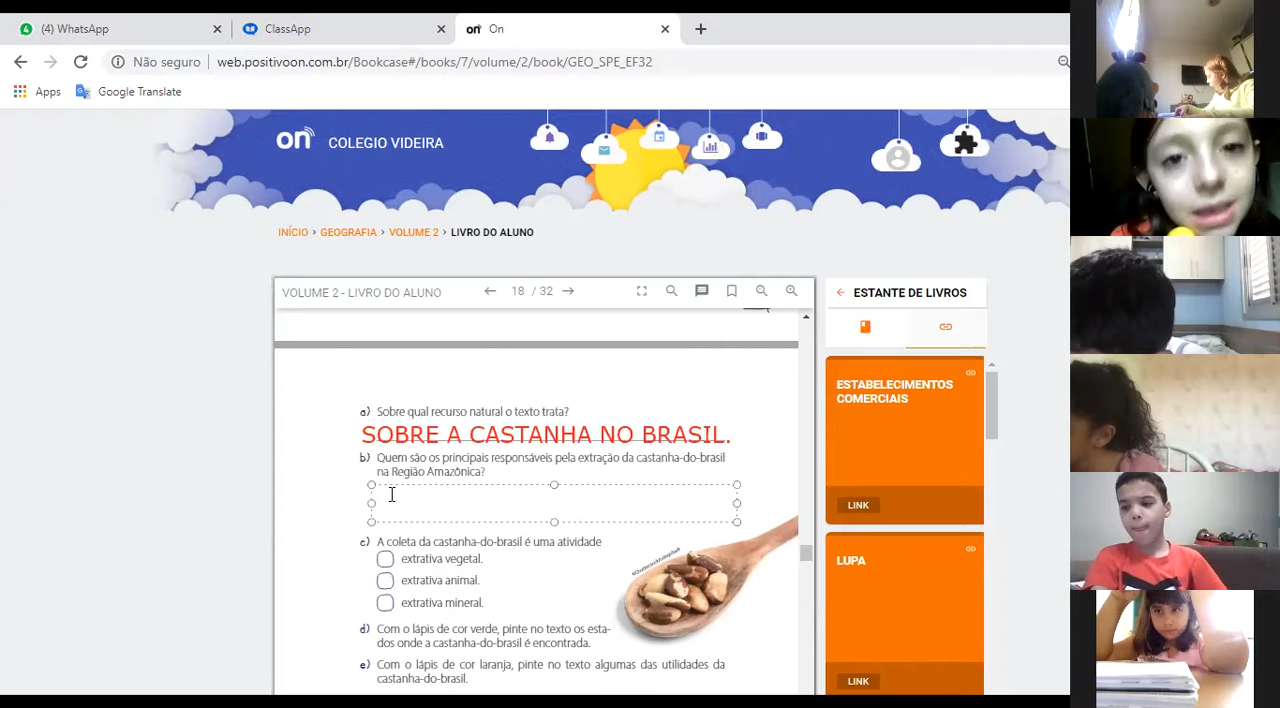 (4) WhatsApp
ClassApp
on On
Não seguro
web.positivoon.com.br/Bookcase#/books/7/volume/2/book/GEO_SPE_EF32
Apps
Google Translate
on COLEGIO VIDEIRA
INÍCIO › GEOGRAFIA › VOLUME 2 › LIVRO DO ALUNO
VOLUME 2 - LIVRO DO ALUNO
18 / 32
a) Sobre qual recurso natural o texto trata?
SOBRE A CASTANHA NO BRASIL.
b) Quem são os principais responsáveis pela extração da castanha-do-brasil
na Região Amazônica?
c) A coleta da castanha-do-brasil é uma atividade
extrativa vegetal.
extrativa animal.
extrativa mineral.
d) Com o lápis de cor verde, pinte no texto os esta-
dos onde a castanha-do-brasil é encontrada.
e) Com o lápis de cor laranja, pinte no texto algumas das utilidades da
castanha-do-brasil.
ESTANTE DE LIVROS
ESTABELECIMENTOS
COMERCIAIS
LINK
LUPA
LINK